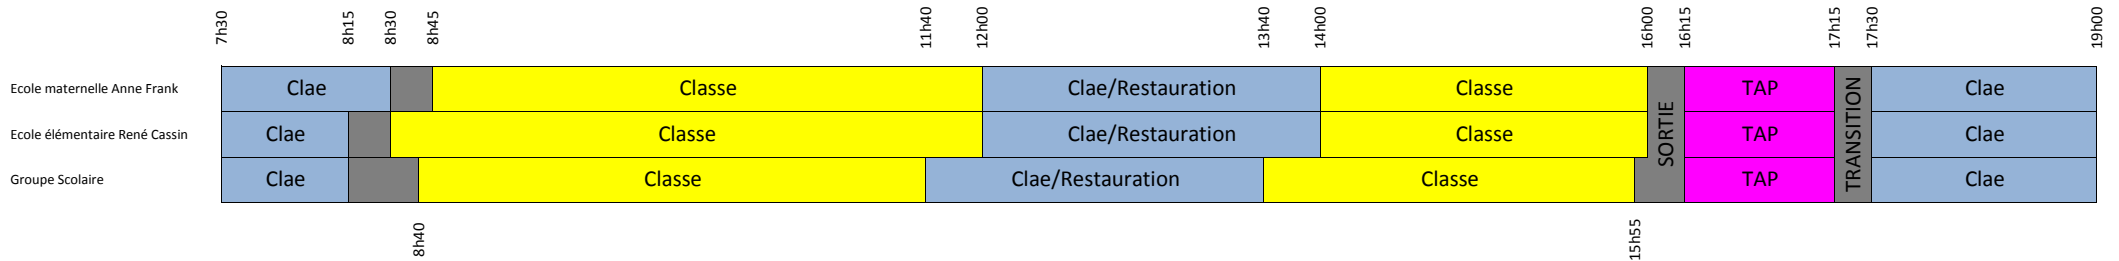 7h30 8h15 8h30 8h45 11h40 12h00 13h40 14h00 16h00 16h15 17h15 17h30 19h00
Ecole maternelle Anne Frank Clae Classe Clae/Restauration Classe TAP Clae
Ecole élémentaire René Cassin Clae Classe Clae/Restauration Classe TAP Clae
Groupe Scolaire Clae Classe Clae/Restauration Classe TAP Clae
SORTIE
TRANSITION
8h40 15h55